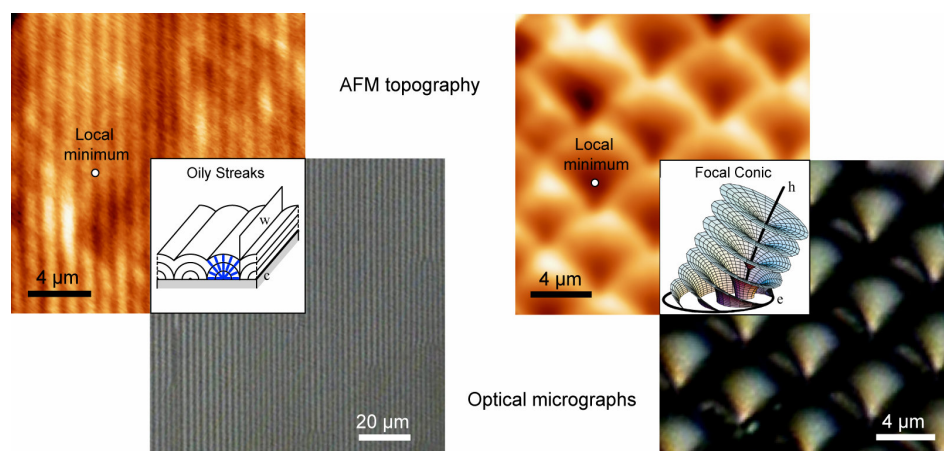 AFM topography
Local
minimum
Oily Streaks
w
c
4 µm
20 µm
Local
minimum
Focal Conic
h
e
4 µm
Optical micrographs
4 µm